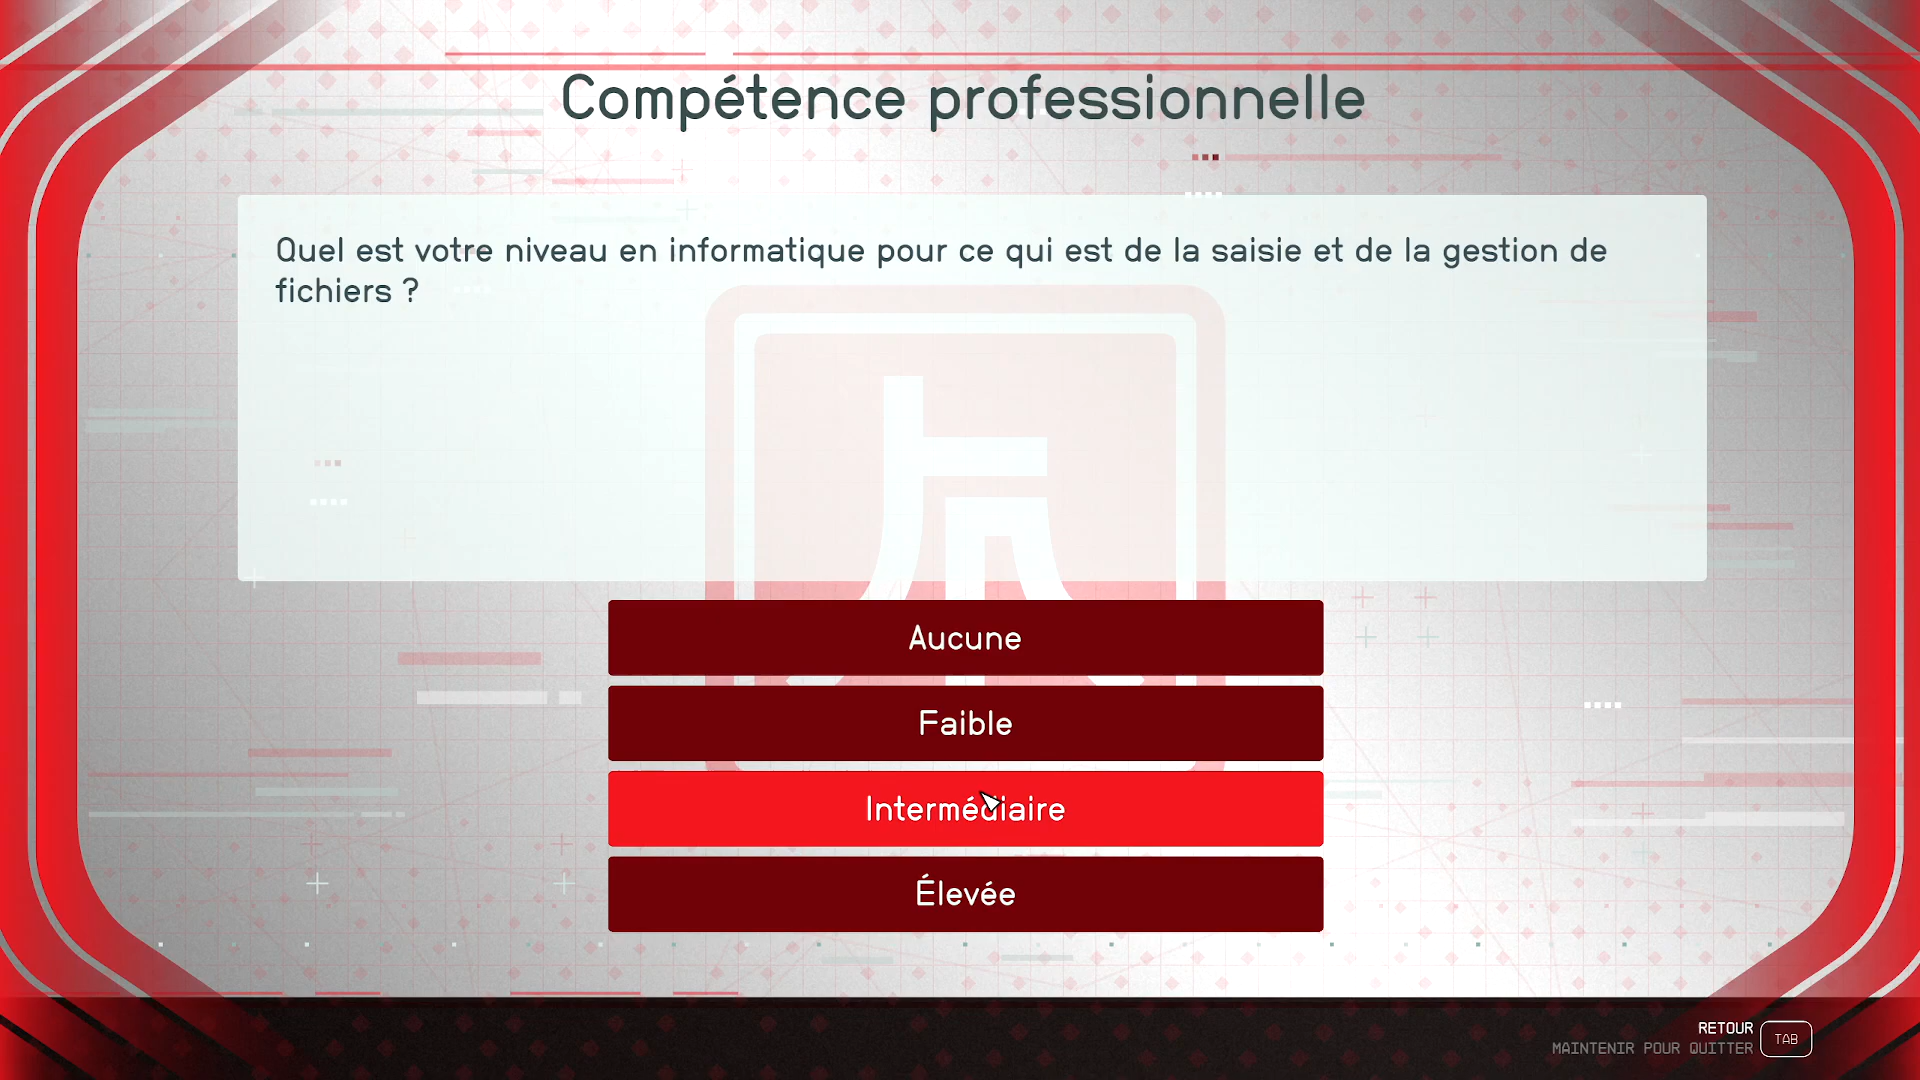 Compétence professionnelle
Quel est votre niveau en informatique pour ce qui est de la saisie et de la gestion de
fichiers ?
Aucune
Faible
Intermédiaire
Élevée
RETOUR
TAB
MAINTENIR POUR QUITTER